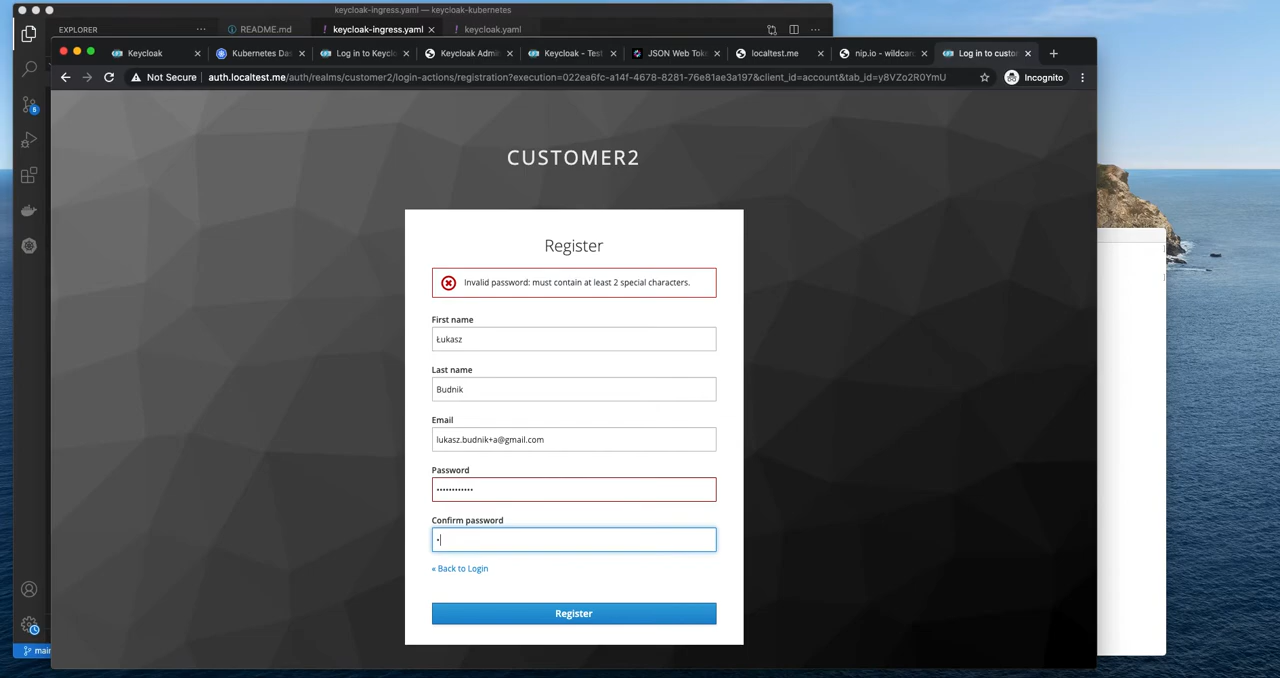 keycloak-ingress.yaml — keycloak-kubernetes
EXPLORER ··· README.md ! keycloak-ingress.yaml ! keycloak.yaml ···
Keycloak Kubernetes Das Log in to Keyclo Keycloak Admi Keycloak - Test JSON Web Tok localtest.me nip.io - wildcar Log in to custo
Not Secure auth.localtest.me/auth/realms/customer2/login-actions/registration?execution=022ea6fc-a14f-4678-8281-76e81ae3a197&client_id=account&tab_id=y8VZo2R0YmU Incognito
CUSTOMER2
Register
Invalid password: must contain at least 2 special characters.
First name
Łukasz
Last name
Budnik
Email
lukasz.budnik+a@gmail.com
Password
••••••••••••
Confirm password
•
« Back to Login
Register
5
main